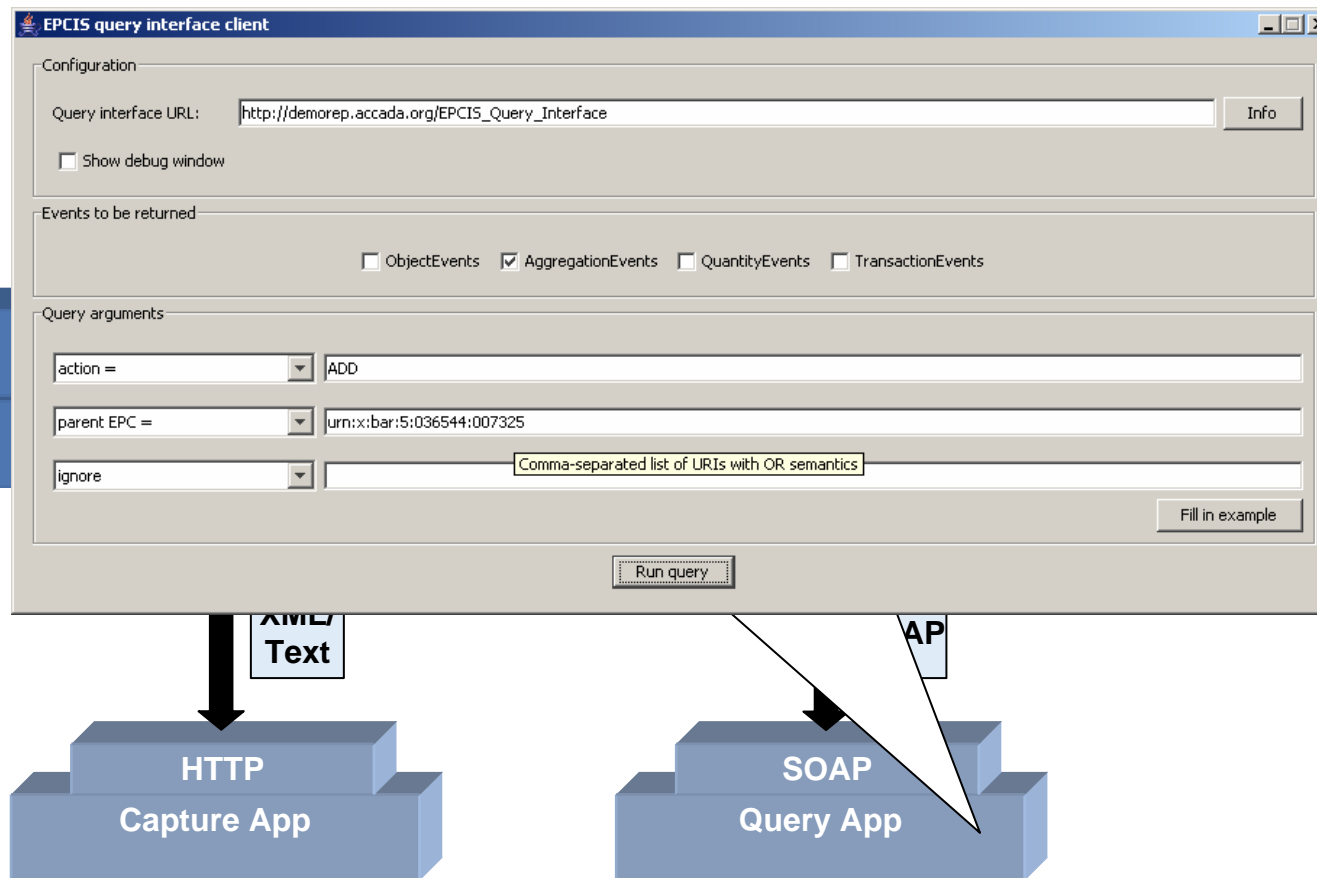 EPCIS query interface client
Configuration
Query interface URL: http://demorep.accada.org/EPCIS_Query_Interface Info
Show debug window
Events to be returned
ObjectEvents AggregationEvents QuantityEvents TransactionEvents
Query arguments
action = ADD
parent EPC = urn:x:bar:5:036544:007325
Comma-separated list of URIs with OR semantics
ignore
Fill in example
Run query
XML/
Text
HTTP
Capture App
SOAP
Query App